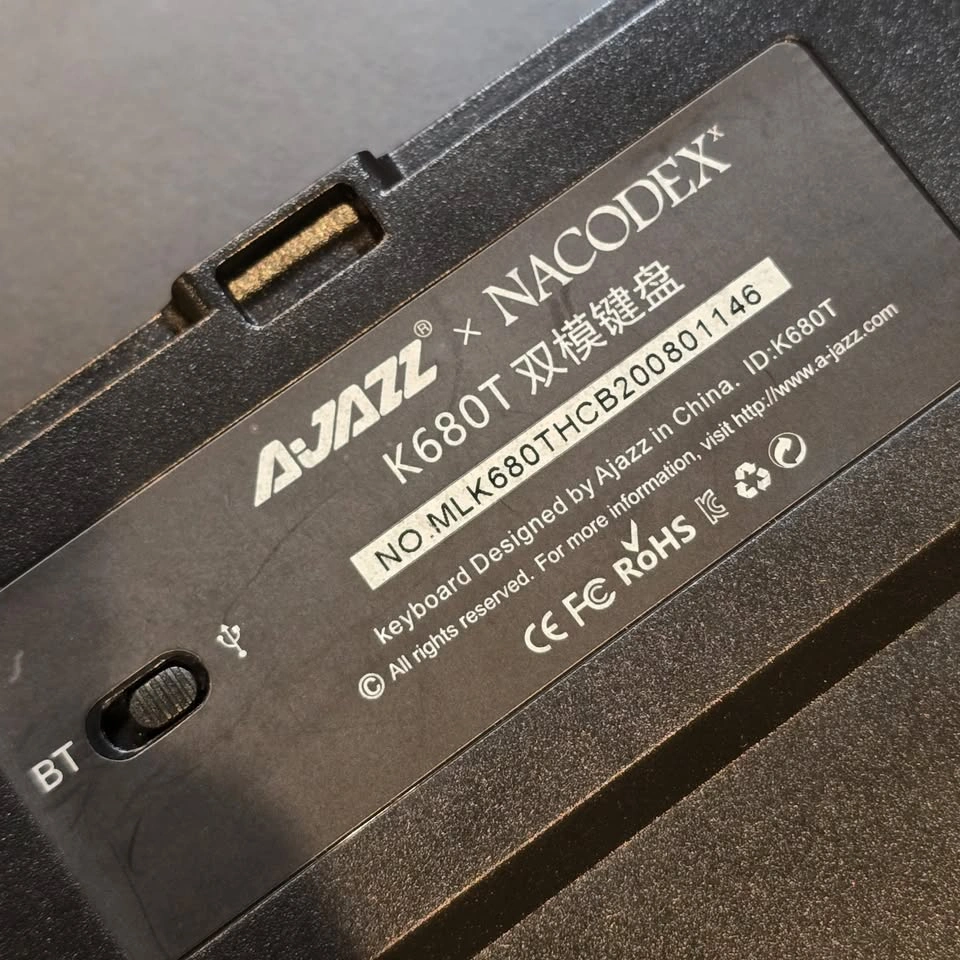 A·JAZZ® × NACODEXˣ
K680T 双模键盘
NO.MLK680THCB200801146
keyboard Designed by Ajazz in China. ID:K680T
© All rights reserved. For more information, visit http://www.a-jazz.com
CE FC RoHS
BT